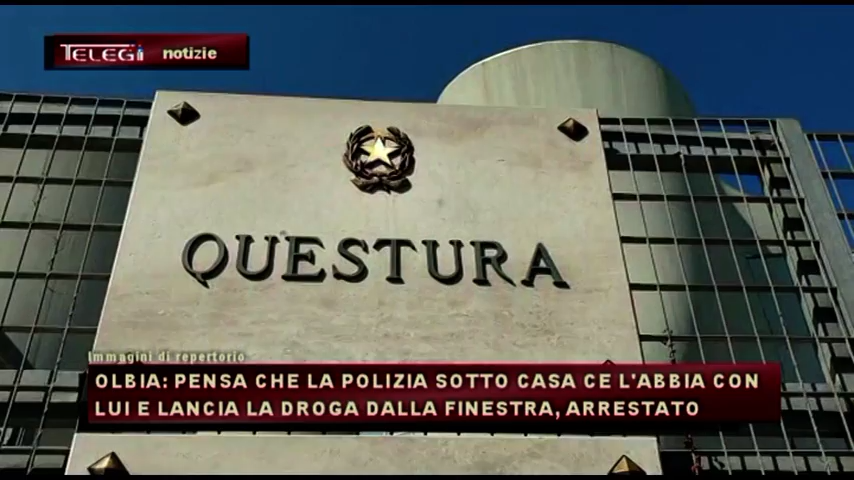 TELEGI notizie
QUESTURA
Immagini di repertorio
OLBIA: PENSA CHE LA POLIZIA SOTTO CASA CE L'ABBIA CON
LUI E LANCIA LA DROGA DALLA FINESTRA, ARRESTATO